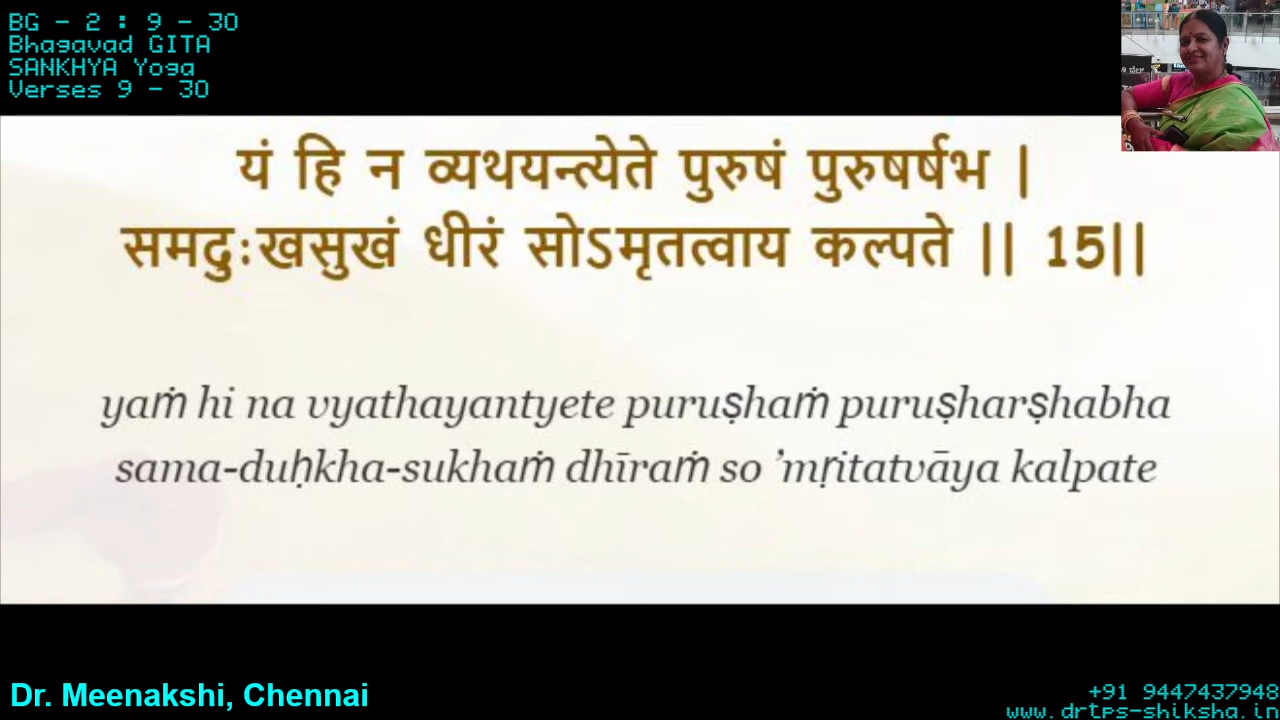 BG - 2 : 9 - 30
Bhagavad GITA
SANKHYA Yoga
Verses 9 - 30
यं हि न व्यथयन्त्येते पुरुषं पुरुषर्षभ |
समदु:खसुखं धीरं सोऽमृतत्वाय कल्पते || 15||
yaṁ hi na vyathayantyete puruṣhaṁ puruṣharṣhabha
sama-duḥkha-sukhaṁ dhīraṁ so ’mṛitatvāya kalpate
Dr. Meenakshi, Chennai
+91 9447437948
www.drtps-shiksha.in